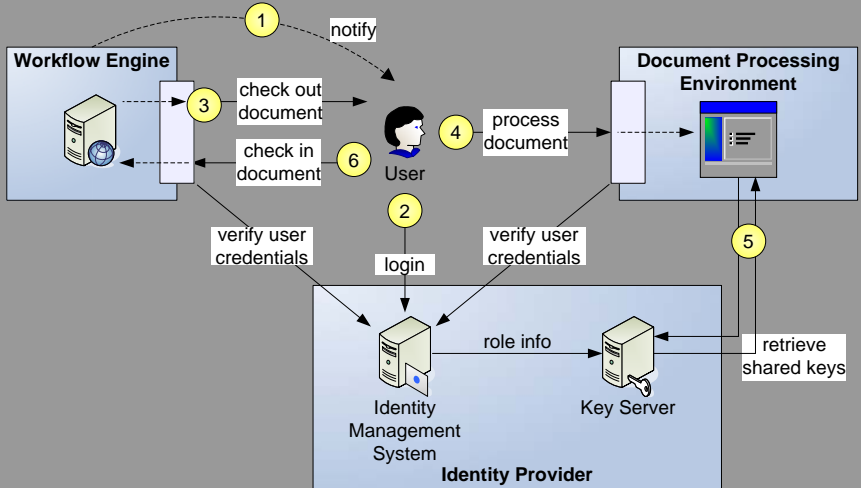 1
notify
Workflow Engine
3
check out
document
6
check in
document
User
4
process
document
Document Processing
Environment
2
login
verify user
credentials
verify user
credentials
5
retrieve
shared keys
role info
Identity
Management
System
Key Server
Identity Provider